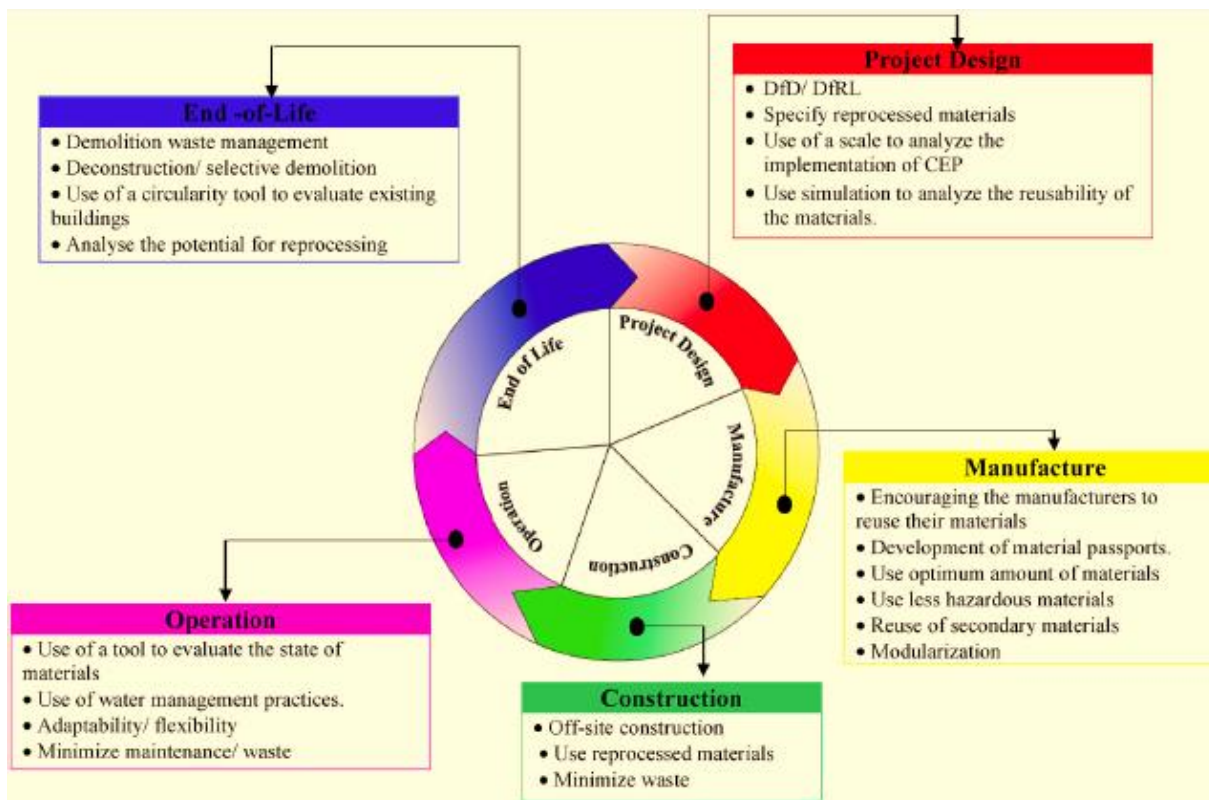 Project Design
• DfD/ DfRL
• Specify reprocessed materials
• Use of a scale to analyze the
implementation of CEP
• Use simulation to analyze the reusability of
the materials.
End -of-Life
• Demolition waste management
• Deconstruction/ selective demolition
• Use of a circularity tool to evaluate existing
buildings
• Analyse the potential for reprocessing
Project Design
Manufacture
Construction
Operation
End of Life
Manufacture
• Encouraging the manufacturers to
reuse their materials
• Development of material passports.
• Use optimum amount of materials
• Use less hazardous materials
• Reuse of secondary materials
• Modularization
Construction
• Off-site construction
• Use reprocessed materials
• Minimize waste
Operation
• Use of a tool to evaluate the state of
materials
• Use of water management practices.
• Adaptability/ flexibility
• Minimize maintenance/ waste